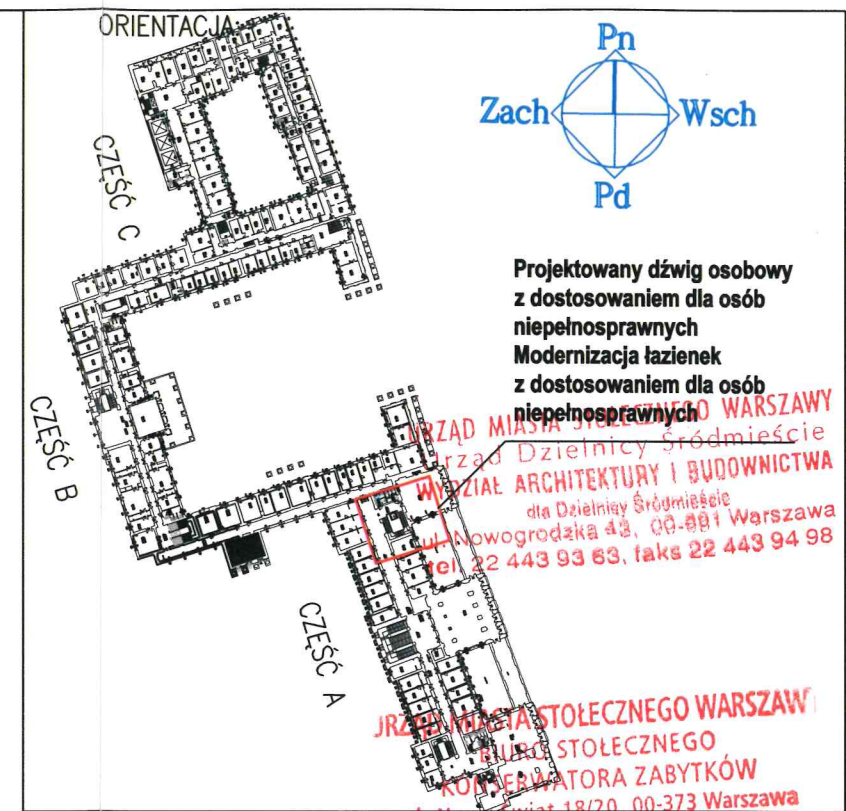 ORIENTACJA:
Pn
Zach
Wsch
Pd
CZĘŚĆ C
Projektowany dźwig osobowy
z dostosowaniem dla osób
niepełnosprawnych
Modernizacja łazienek
z dostosowaniem dla osób
niepełnosprawnych
CZĘŚĆ B
URZĄD MIASTA STOŁECZNEGO WARSZAWY
Urząd Dzielnicy Śródmieście
WYDZIAŁ ARCHITEKTURY I BUDOWNICTWA
dla Dzielnicy Śródmieście
ul. Nowogrodzka 43, 00-691 Warszawa
tel. 22 443 93 63, faks 22 443 94 98
CZĘŚĆ A
URZĄD MIASTA STOŁECZNEGO WARSZAWY
BIURO STOŁECZNEGO
KONSERWATORA ZABYTKÓW
18/20, 00-373 Warszawa